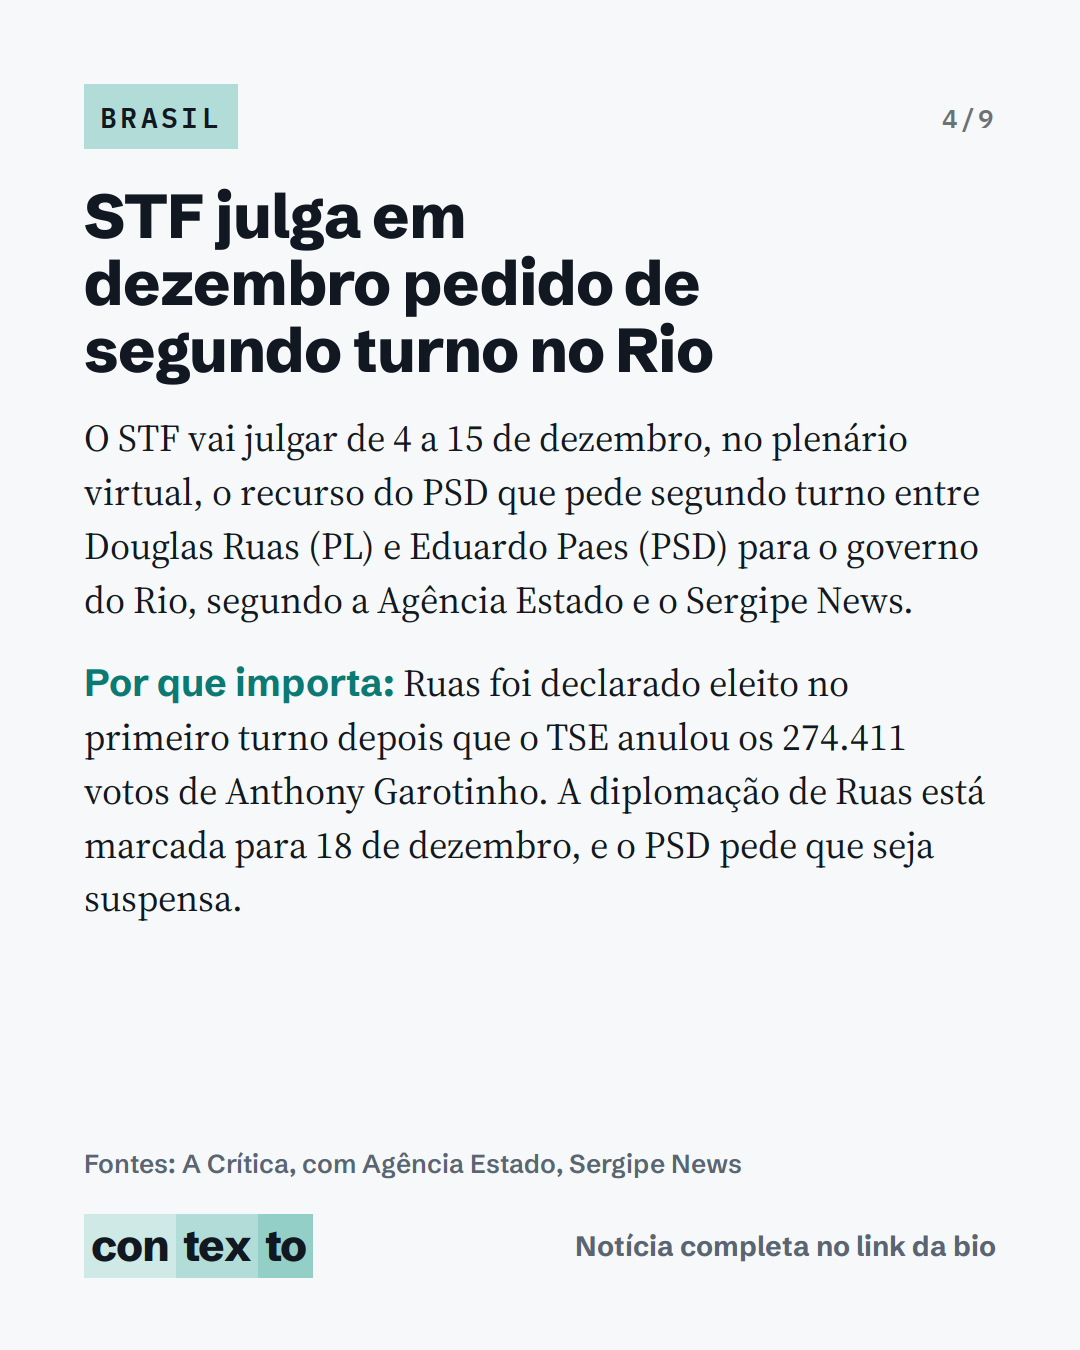 BRASIL
4/9
STF julga em
dezembro pedido de
segundo turno no Rio
O STF vai julgar de 4 a 15 de dezembro, no plenário
virtual, o recurso do PSD que pede segundo turno entre
Douglas Ruas (PL) e Eduardo Paes (PSD) para o governo
do Rio, segundo a Agência Estado e o Sergipe News.
Por que importa: Ruas foi declarado eleito no
primeiro turno depois que o TSE anulou os 274.411
votos de Anthony Garotinho. A diplomação de Ruas está
marcada para 18 de dezembro, e o PSD pede que seja
suspensa.
Fontes: A Crítica, com Agência Estado, Sergipe News
contexto
Notícia completa no link da bio